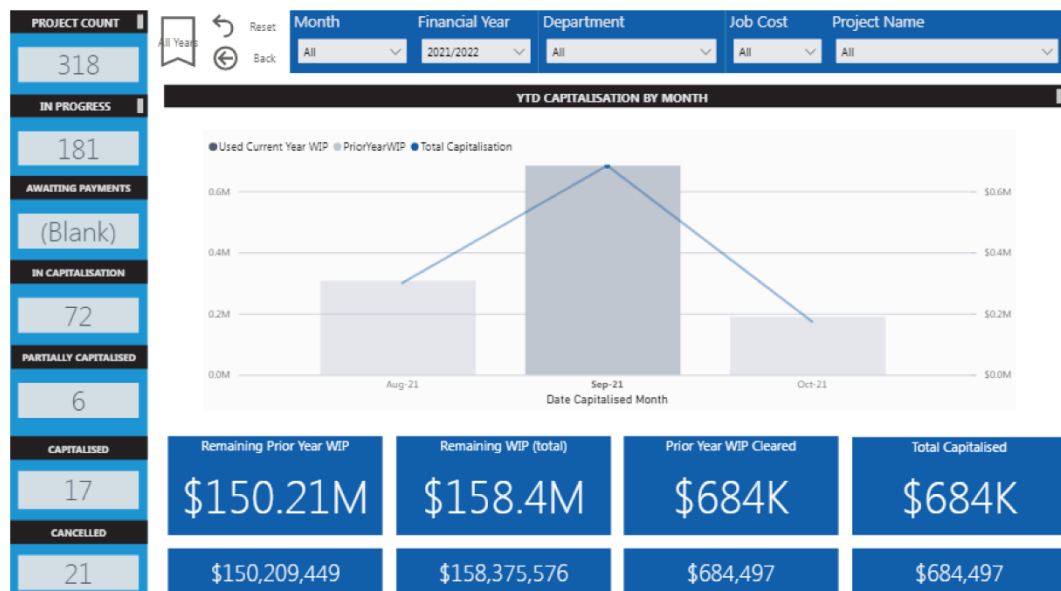 PROJECT COUNT
318
IN PROGRESS
181
AWAITING PAYMENTS
(Blank)
IN CAPITALISATION
72
PARTIALLY CAPITALISED
6
CAPITALISED
17
CANCELLED
21
All Years
Reset
Back
Month
All
Financial Year
2021/2022
Department
All
Job Cost
All
Project Name
All
YTD CAPITALISATION BY MONTH
Used Current Year WIP PriorYearWIP Total Capitalisation
0.6M
0.4M
0.2M
0.0M
$0.6M
$0.4M
$0.2M
$0.0M
Aug-21 Sep-21 Oct-21
Date Capitalised Month
Remaining Prior Year WIP
$150.21M
$150,209,449
Remaining WIP (total)
$158.4M
$158,375,576
Prior Year WIP Cleared
$684K
$684,497
Total Capitalised
$684K
$684,497